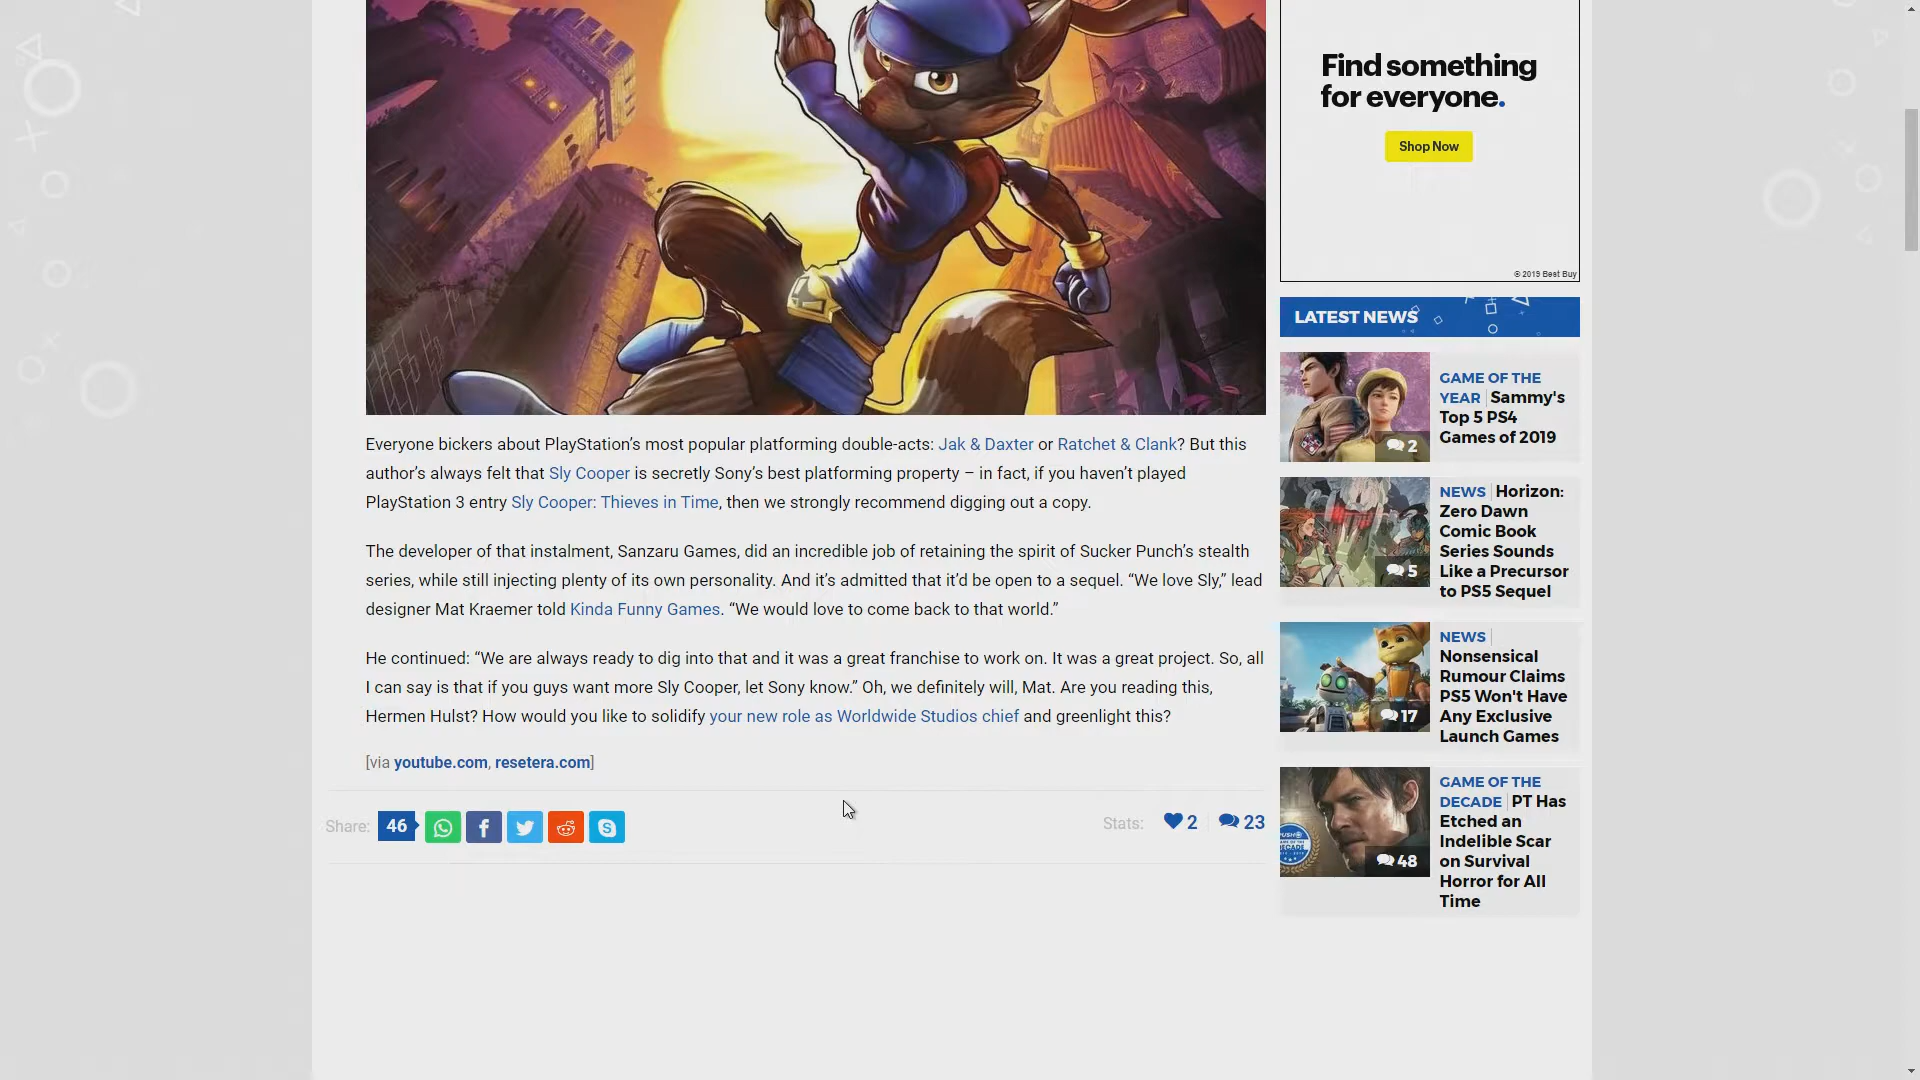 Find something
for everyone.
Shop Now
© 2019 Best Buy
LATEST NEWS
2
GAME OF THE
YEAR Sammy's
Top 5 PS4
Games of 2019
5
NEWS Horizon:
Zero Dawn
Comic Book
Series Sounds
Like a Precursor
to PS5 Sequel
17
NEWS
Nonsensical
Rumour Claims
PS5 Won't Have
Any Exclusive
Launch Games
48
GAME OF THE
DECADE PT Has
Etched an
Indelible Scar
on Survival
Horror for All
Time
Everyone bickers about PlayStation’s most popular platforming double-acts: Jak & Daxter or Ratchet & Clank? But this
author’s always felt that Sly Cooper is secretly Sony’s best platforming property – in fact, if you haven’t played
PlayStation 3 entry Sly Cooper: Thieves in Time, then we strongly recommend digging out a copy.
The developer of that instalment, Sanzaru Games, did an incredible job of retaining the spirit of Sucker Punch’s stealth
series, while still injecting plenty of its own personality. And it’s admitted that it’d be open to a sequel. “We love Sly,” lead
designer Mat Kraemer told Kinda Funny Games. “We would love to come back to that world.”
He continued: “We are always ready to dig into that and it was a great franchise to work on. It was a great project. So, all
I can say is that if you guys want more Sly Cooper, let Sony know.” Oh, we definitely will, Mat. Are you reading this,
Hermen Hulst? How would you like to solidify your new role as Worldwide Studios chief and greenlight this?
[via youtube.com, resetera.com]
Share: 46
Stats: 2 23